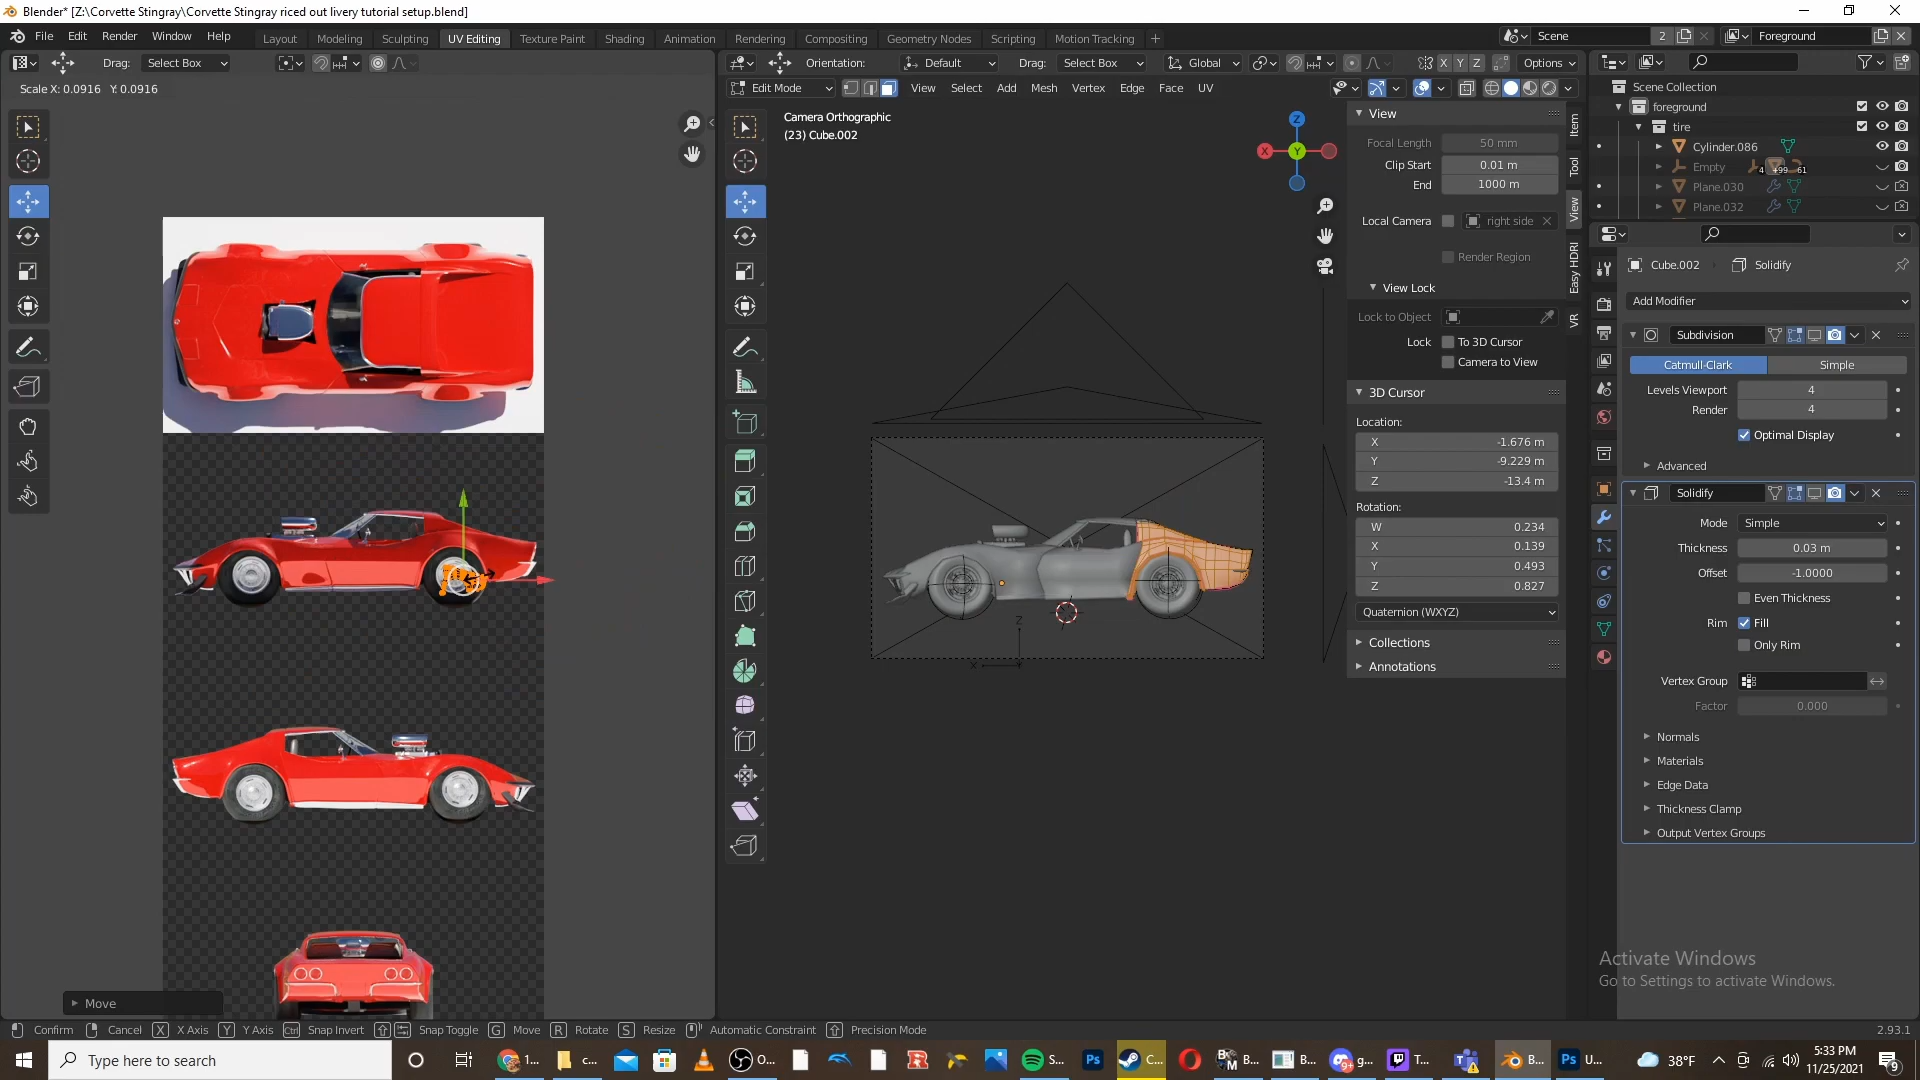 Blender* [Z:\Corvette Stingray\Corvette Stingray riced out livery tutorial setup.blend]
File Edit Render Window Help Layout Modeling Sculpting UV Editing Texture Paint Shading Animation Rendering Compositing Geometry Nodes Scripting Motion Tracking + Scene 2 Foreground
Drag: Select Box Orientation: Default Drag: Select Box Global X Y Z Options
Scale X: 0.0916 Y: 0.0916 Edit Mode View Select Add Mesh Vertex Edge Face UV
Scene Collection
foreground
tire
Cylinder.086
Empty 4 +99 61
Plane.030
Plane.032
Camera Orthographic
(23) Cube.002
Z
X Y
View
Focal Length 50 mm
Clip Start 0.01 m
End 1000 m
Local Camera right side
Render Region
View Lock
Lock to Object
Lock To 3D Cursor
Camera to View
3D Cursor
Location:
X -1.676 m
Y -9.229 m
Z -13.4 m
Rotation:
W 0.234
X 0.139
Y 0.493
Z 0.827
Quaternion (WXYZ)
Collections
Annotations
Item
Tool
View
Easy HDRI
VR
Cube.002 Solidify
Add Modifier
Subdivision
Catmull-Clark Simple
Levels Viewport 4
Render 4
Optimal Display
Advanced
Solidify
Mode Simple
Thickness 0.03 m
Offset -1.0000
Even Thickness
Rim Fill
Only Rim
Vertex Group
Factor 0.000
Normals
Materials
Edge Data
Thickness Clamp
Output Vertex Groups
Z
X Y
Activate Windows
Go to Settings to activate Windows.
Move
Confirm Cancel X X Axis Y Y Axis Ctrl Snap Invert Snap Toggle G Move R Rotate S Resize Automatic Constraint Precision Mode 2.93.1
Type here to search 1... c... O... S... Ps C... B... B... g... T... B... Ps U... 38°F 5:33 PM
11/25/2021 9